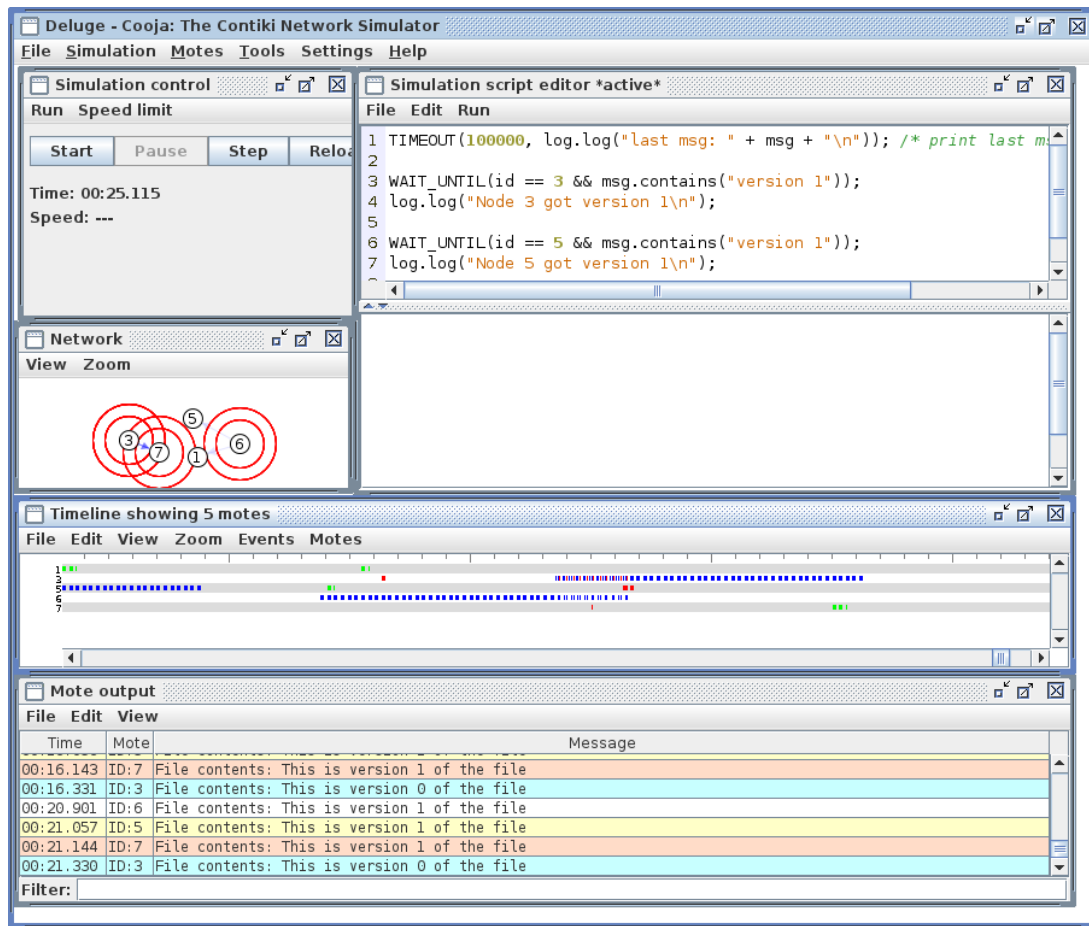 Deluge - Cooja: The Contiki Network Simulator
File Simulation Motes Tools Settings Help
Simulation control
Run Speed limit
Start Pause Step
Time: 00:25.115
Speed: ---
Simulation script editor *active*
File Edit Run
1 TIMEOUT(100000, log.log("last msg: " + msg + "\n")); /* print last
2
3 WAIT_UNTIL(id == 3 && msg.contains("version 1"));
4 log.log("Node 3 got version 1\n");
5
6 WAIT_UNTIL(id == 5 && msg.contains("version 1"));
7 log.log("Node 5 got version 1\n");
Network
View Zoom
5
3 7 1 6
Timeline showing 5 motes
File Edit View Zoom Events Motes
1
3
5
6
7
Mote output
File Edit View
Time Mote Message
00:16.143 ID:7 File contents: This is version 1 of the file
00:16.331 ID:3 File contents: This is version 0 of the file
00:20.901 ID:6 File contents: This is version 1 of the file
00:21.057 ID:5 File contents: This is version 1 of the file
00:21.144 ID:7 File contents: This is version 1 of the file
00:21.330 ID:3 File contents: This is version 0 of the file
Filter: